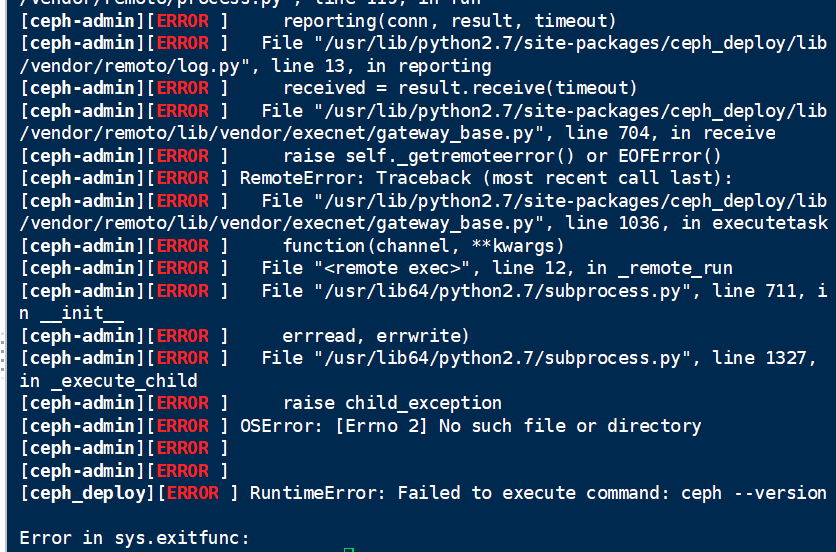 /vendor/remoto/process.py", line 119, in run
[ceph-admin][ERROR ]     reporting(conn, result, timeout)
[ceph-admin][ERROR ]   File "/usr/lib/python2.7/site-packages/ceph_deploy/lib
/vendor/remoto/log.py", line 13, in reporting
[ceph-admin][ERROR ]     received = result.receive(timeout)
[ceph-admin][ERROR ]   File "/usr/lib/python2.7/site-packages/ceph_deploy/lib
/vendor/remoto/lib/vendor/execnet/gateway_base.py", line 704, in receive
[ceph-admin][ERROR ]     raise self._getremoteerror() or EOFError()
[ceph-admin][ERROR ] RemoteError: Traceback (most recent call last):
[ceph-admin][ERROR ]   File "/usr/lib/python2.7/site-packages/ceph_deploy/lib
/vendor/remoto/lib/vendor/execnet/gateway_base.py", line 1036, in executetask
[ceph-admin][ERROR ]     function(channel, **kwargs)
[ceph-admin][ERROR ]   File "<remote exec>", line 12, in _remote_run
[ceph-admin][ERROR ]   File "/usr/lib64/python2.7/subprocess.py", line 711, i
n __init__
[ceph-admin][ERROR ]     errread, errwrite)
[ceph-admin][ERROR ]   File "/usr/lib64/python2.7/subprocess.py", line 1327,
in _execute_child
[ceph-admin][ERROR ]     raise child_exception
[ceph-admin][ERROR ] OSError: [Errno 2] No such file or directory
[ceph-admin][ERROR ]
[ceph-admin][ERROR ]
[ceph_deploy][ERROR ] RuntimeError: Failed to execute command: ceph --version
Error in sys.exitfunc: